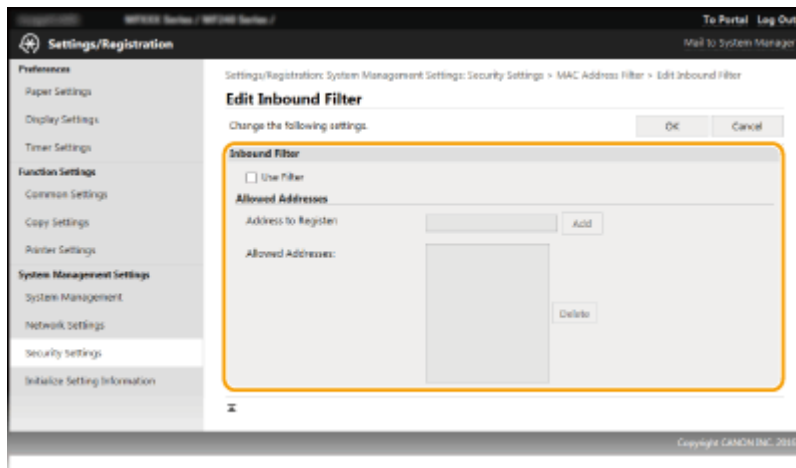 To Portal Log Out
Settings/Registration
Mail to System Manager
Preferences
Paper Settings
Display Settings
Timer Settings
Function Settings
Common Settings
Copy Settings
Printer Settings
System Management Settings
System Management
Network Settings
Security Settings
Initialize Setting Information
Settings/Registration: System Management Settings: Security Settings > MAC Address Filter > Edit Inbound Filter
Edit Inbound Filter
Change the following settings.
OK
Cancel
Inbound Filter
Use Filter
Allowed Addresses
Address to Register:
Add
Allowed Addresses:
Delete
Copyright CANON INC. 2016